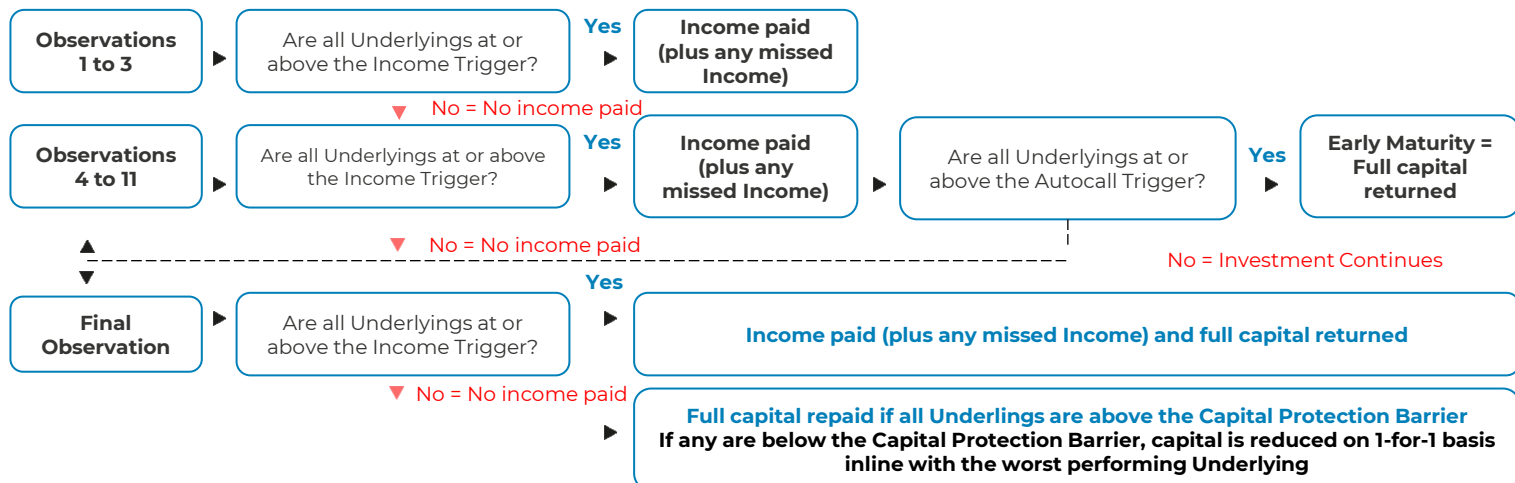 Observations
1 to 3
Are all Underlyings at or
above the Income Trigger?
Yes
Income paid
(plus any missed
Income)
No = No income paid
Observations
4 to 11
Are all Underlyings at or above
the Income Trigger?
Yes
Income paid
(plus any
missed Income)
Are all Underlyings at or
above the Autocall Trigger?
Yes
Early Maturity =
Full capital
returned
No = No income paid
No = Investment Continues
Final
Observation
Are all Underlyings at or
above the Income Trigger?
Yes
Income paid (plus any missed Income) and full capital returned
No = No income paid
Full capital repaid if all Underlings are above the Capital Protection Barrier
If any are below the Capital Protection Barrier, capital is reduced on 1-for-1 basis
inline with the worst performing Underlying